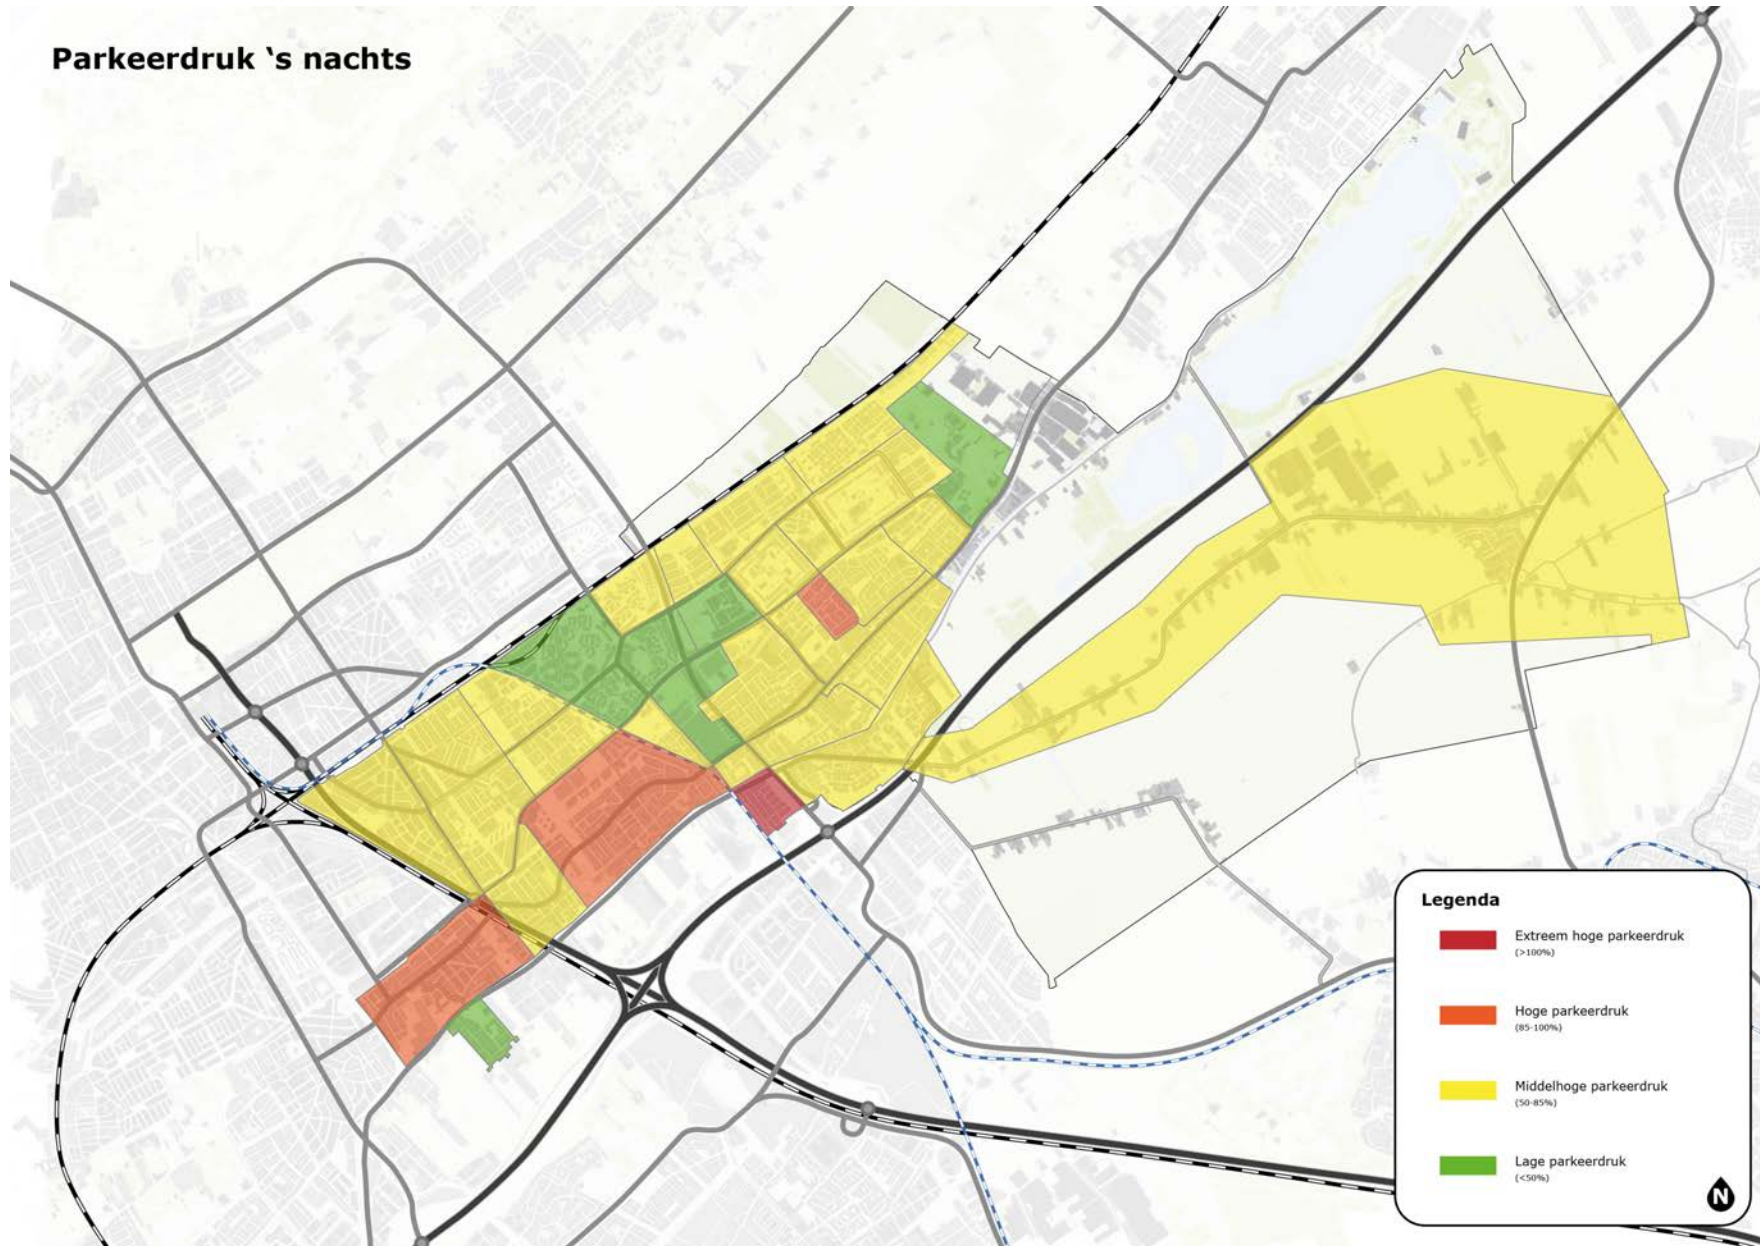 Parkeerdruk ‘s nachts
Legenda
Extreem hoge parkeerdruk
(>100%)
Hoge parkeerdruk
(85-100%)
Middelhoge parkeerdruk
(50-85%)
Lage parkeerdruk
(<50%)
N